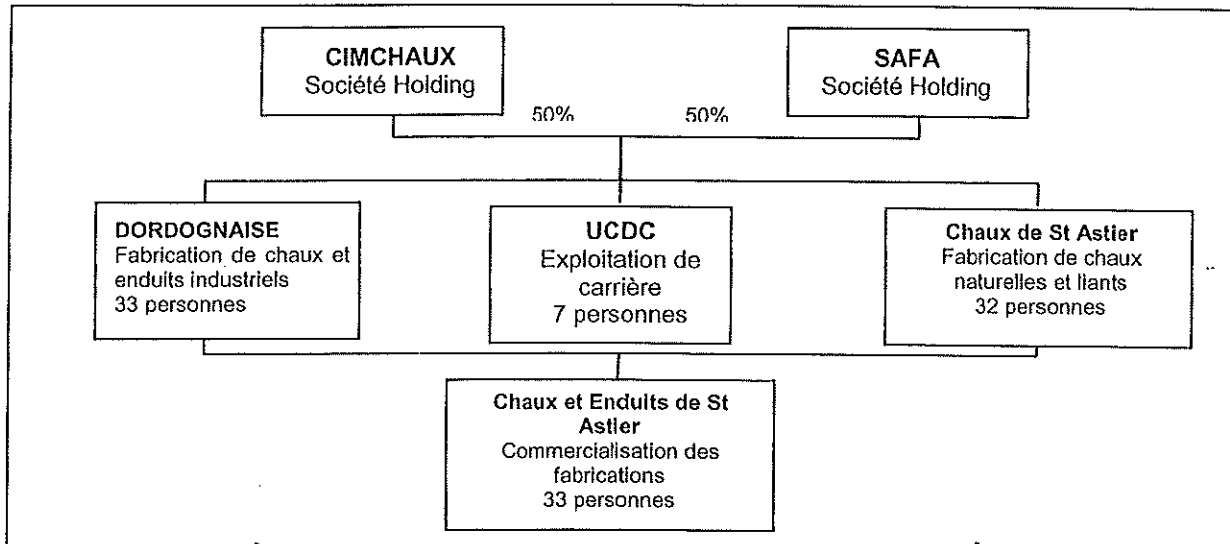 CIMCHAUX
Société Holding
SAFA
Société Holding
50%
50%
DORDOGNAISE
Fabrication de chaux et
enduits industriels
33 personnes
UCDC
Exploitation de
carrière
7 personnes
Chaux de St Astier
Fabrication de chaux
naturelles et liants
32 personnes
Chaux et Enduits de St
Astier
Commercialisation des
fabrications
33 personnes